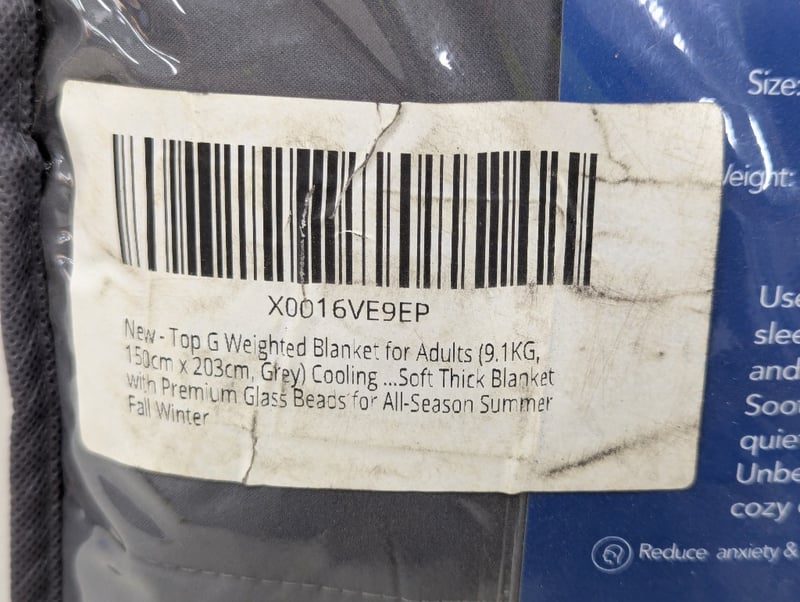 X0016VE9EP
New - Top G Weighted Blanket for Adults (9.1KG,
150cm x 203cm, Grey) Cooling ...Soft Thick Blanket
with Premium Glass Beads for All-Season Summer
Fall Winter
Size:
eight:
Use
slee
and
Soo
quie
Unbe
cozy
Reduce anxiety &